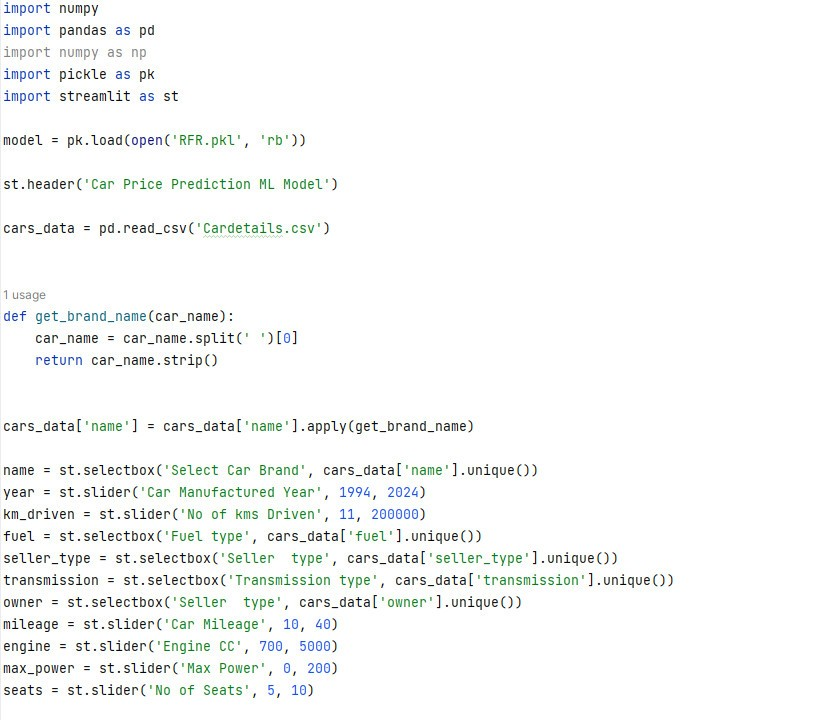 import numpy
import pandas as pd
import numpy as np
import pickle as pk
import streamlit as st
model = pk.load(open('RFR.pkl', 'rb'))
st.header('Car Price Prediction ML Model')
cars_data = pd.read_csv('Cardetails.csv')
1 usage
def get_brand_name(car_name):
    car_name = car_name.split(' ')[0]
    return car_name.strip()
cars_data['name'] = cars_data['name'].apply(get_brand_name)
name = st.selectbox('Select Car Brand', cars_data['name'].unique())
year = st.slider('Car Manufactured Year', 1994, 2024)
km_driven = st.slider('No of kms Driven', 11, 200000)
fuel = st.selectbox('Fuel type', cars_data['fuel'].unique())
seller_type = st.selectbox('Seller  type', cars_data['seller_type'].unique())
transmission = st.selectbox('Transmission type', cars_data['transmission'].unique())
owner = st.selectbox('Seller  type', cars_data['owner'].unique())
mileage = st.slider('Car Mileage', 10, 40)
engine = st.slider('Engine CC', 700, 5000)
max_power = st.slider('Max Power', 0, 200)
seats = st.slider('No of Seats', 5, 10)